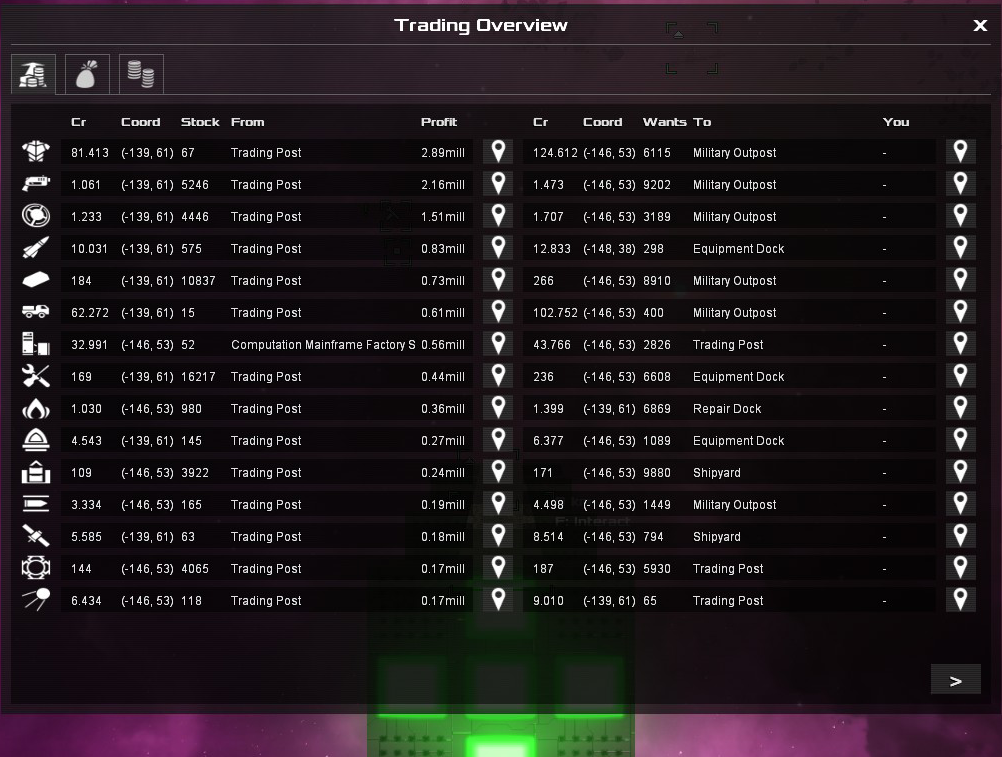 Trading Overview X
Cr Coord Stock From Profit Cr Coord Wants To You
81.413 (-139, 61) 67 Trading Post 2.89mill 124.612 (-146, 53) 6115 Military Outpost -
1.061 (-139, 61) 5246 Trading Post 2.16mill 1.473 (-146, 53) 9202 Military Outpost -
1.233 (-139, 61) 4446 Trading Post 1.51mill 1.707 (-146, 53) 3189 Military Outpost -
10.031 (-139, 61) 575 Trading Post 0.83mill 12.833 (-148, 38) 298 Equipment Dock -
184 (-139, 61) 10837 Trading Post 0.73mill 266 (-146, 53) 8910 Military Outpost -
62.272 (-139, 61) 15 Trading Post 0.61mill 102.752 (-146, 53) 400 Military Outpost -
32.991 (-146, 53) 52 Computation Mainframe Factory S 0.56mill 43.766 (-146, 53) 2826 Trading Post -
169 (-139, 61) 16217 Trading Post 0.44mill 236 (-146, 53) 6608 Equipment Dock -
1.030 (-146, 53) 980 Trading Post 0.36mill 1.399 (-139, 61) 6869 Repair Dock -
4.543 (-139, 61) 145 Trading Post 0.27mill 6.377 (-146, 53) 1089 Equipment Dock -
109 (-146, 53) 3922 Trading Post 0.24mill 171 (-146, 53) 9880 Shipyard -
3.334 (-146, 53) 165 Trading Post 0.19mill 4.498 (-146, 53) 1449 Military Outpost -
F: Interact
5.585 (-139, 61) 63 Trading Post 0.18mill 8.514 (-146, 53) 794 Shipyard -
144 (-146, 53) 4065 Trading Post 0.17mill 187 (-146, 53) 5930 Trading Post -
6.434 (-146, 53) 118 Trading Post 0.17mill 9.010 (-139, 61) 65 Trading Post -
>